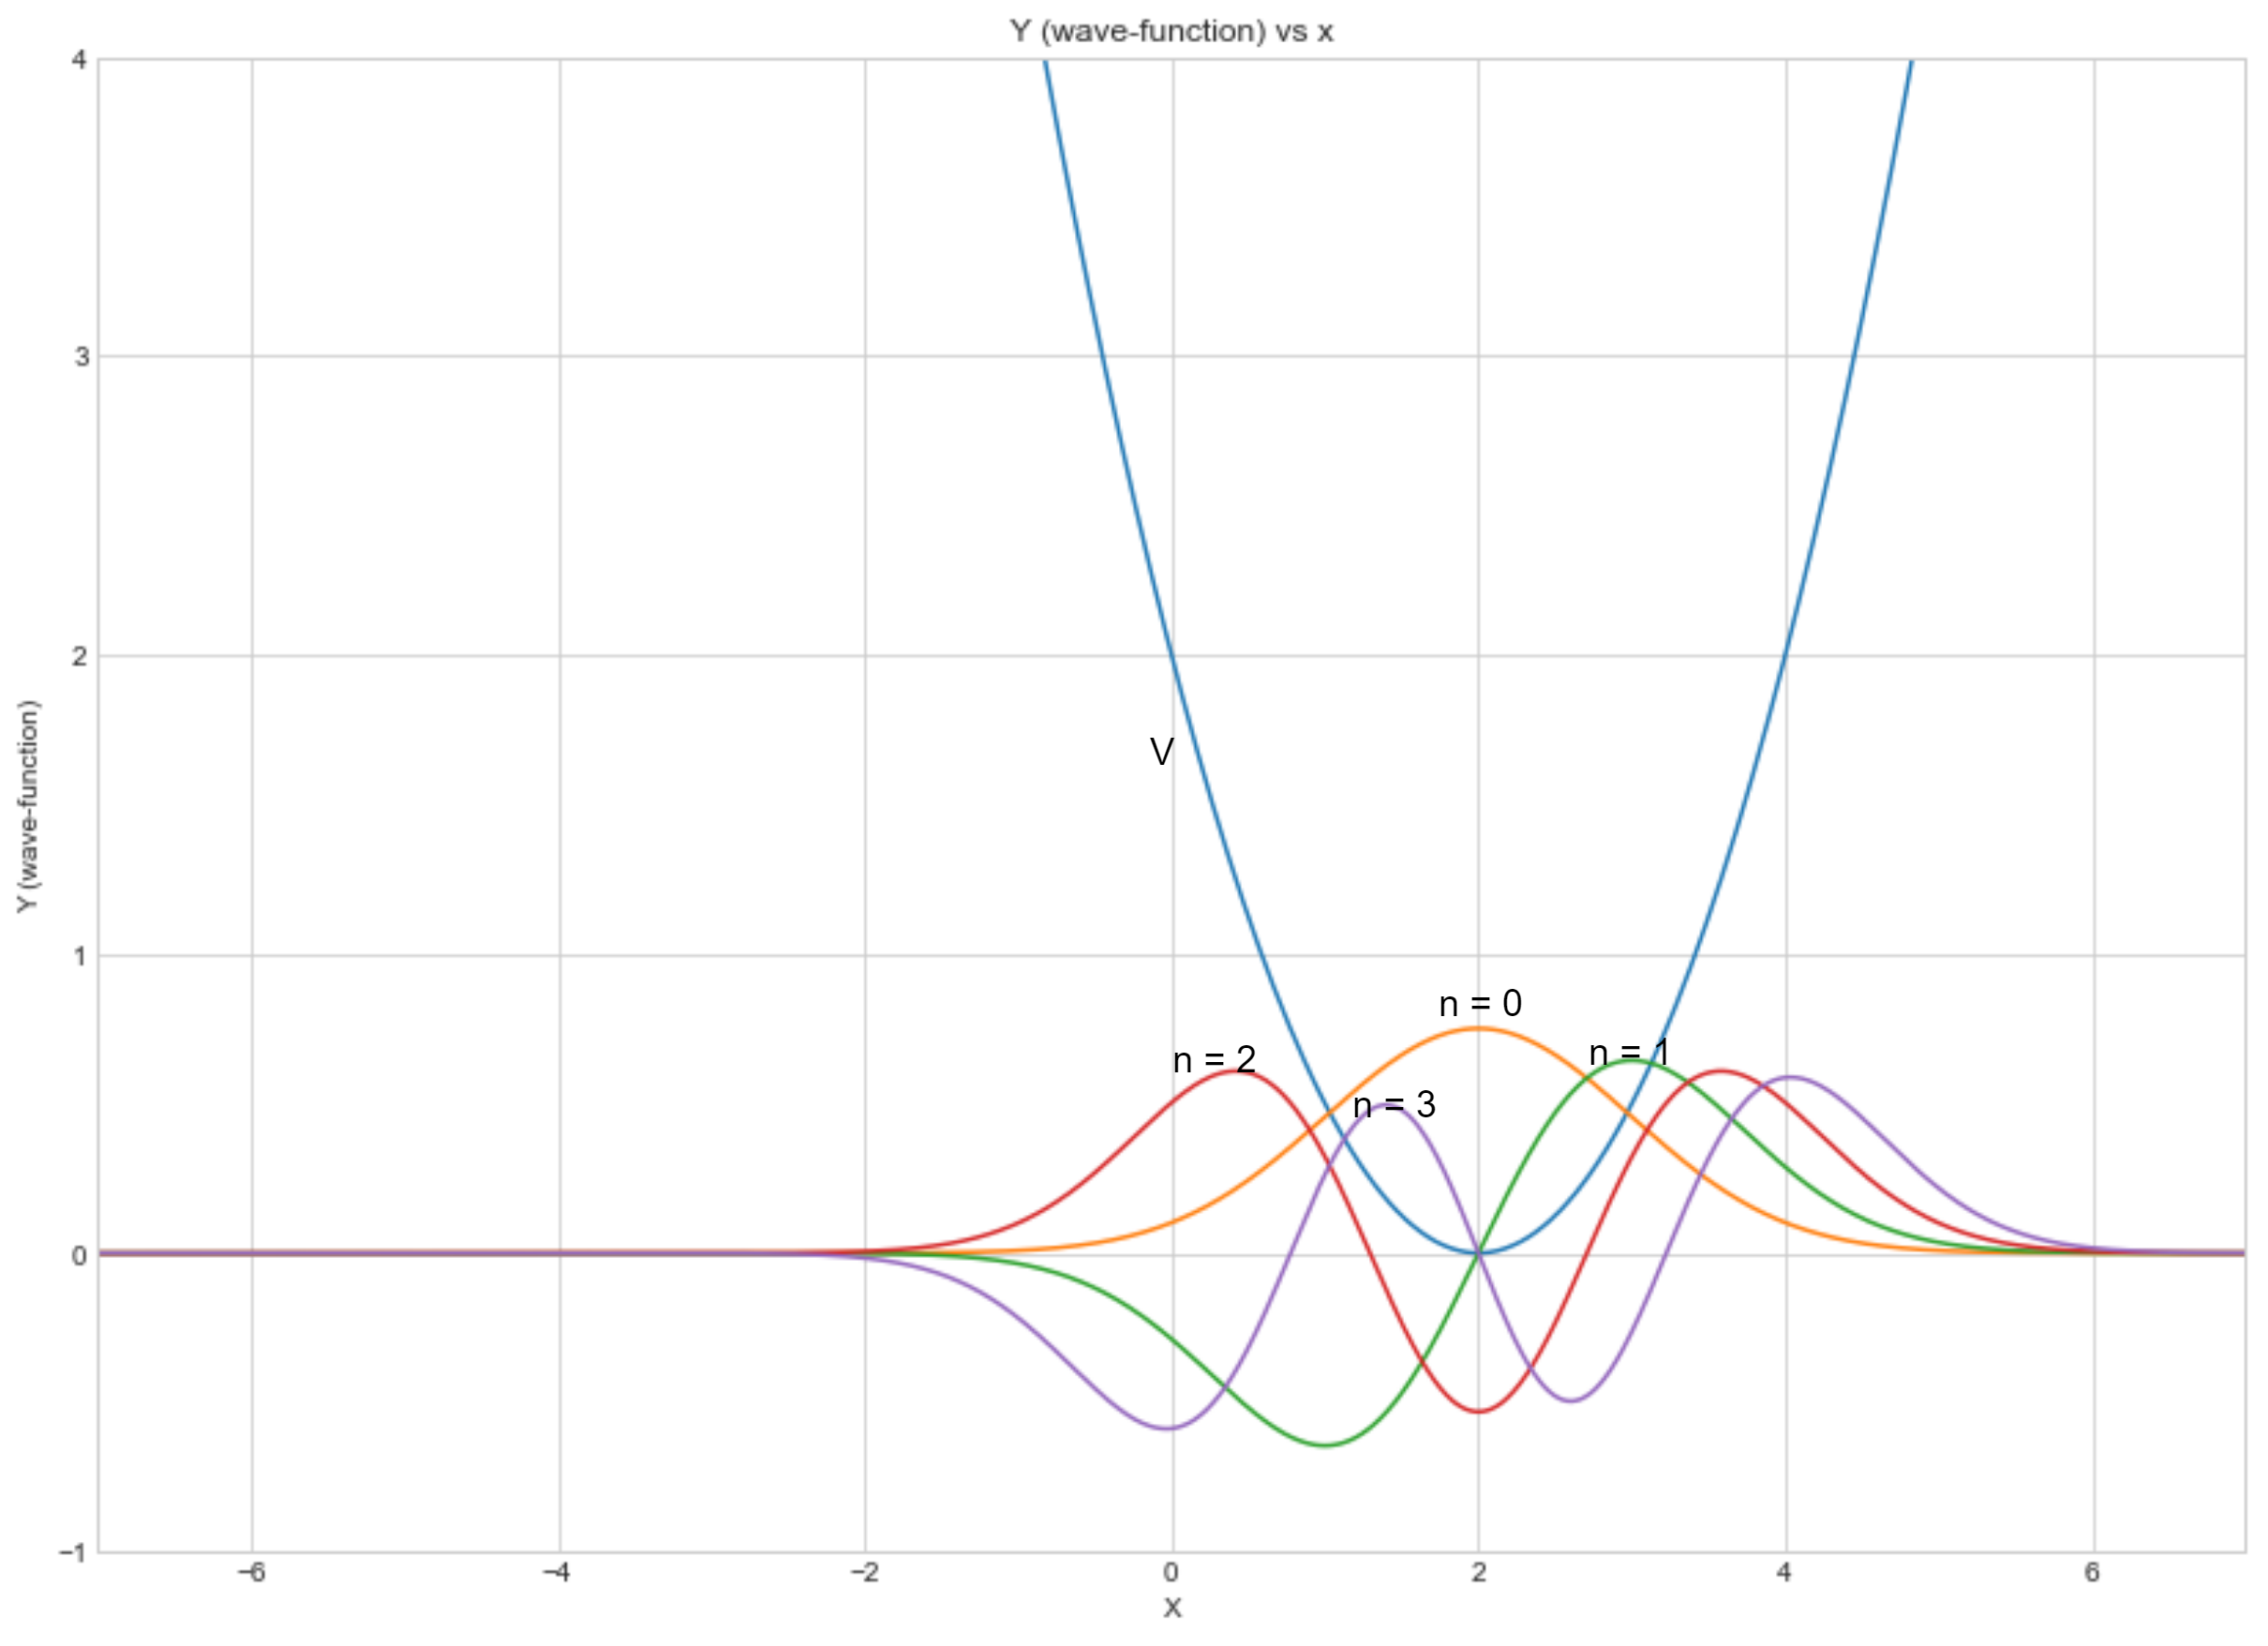 Y (wave-function) vs x
4
3
2
1
0
−1
Y (wave-function)
V
n = 0
n = 1
n = 2
n = 3
−6
−4
−2
0
2
4
6
x